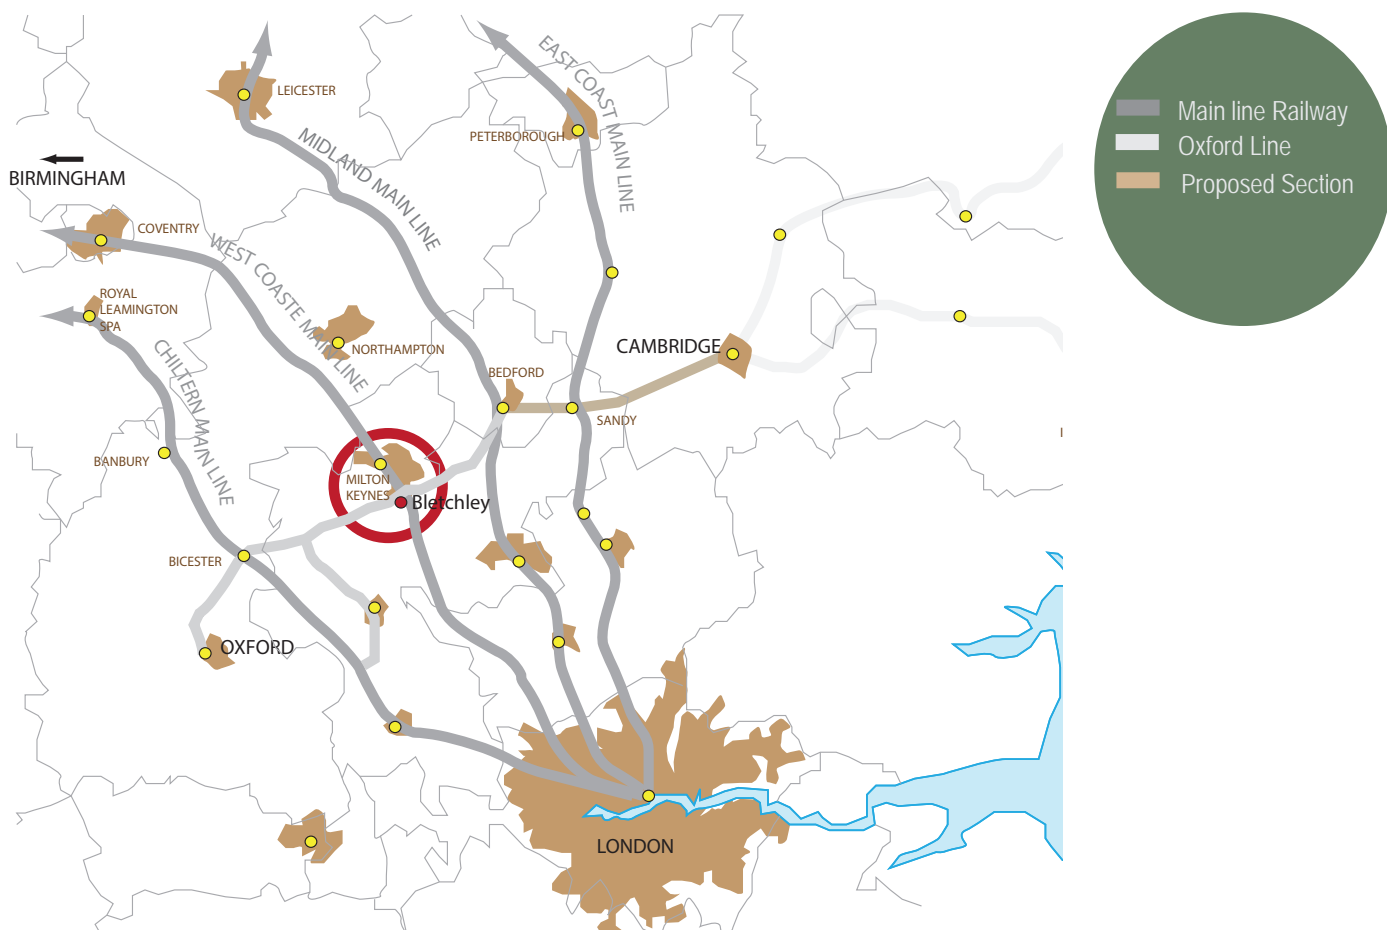 LEICESTER
EAST COAST MAIN LINE
PETERBOROUGH
MIDLAND MAIN LINE
BIRMINGHAM
COVENTRY
WEST COASTE MAIN LINE
ROYAL
LEAMINGTON
SPA
NORTHAMPTON
CHILTERN MAIN LINE
CAMBRIDGE
BEDFORD
SANDY
BANBURY
MILTON
KEYNES
Bletchley
BICESTER
OXFORD
LONDON
Main line Railway
Oxford Line
Proposed Section